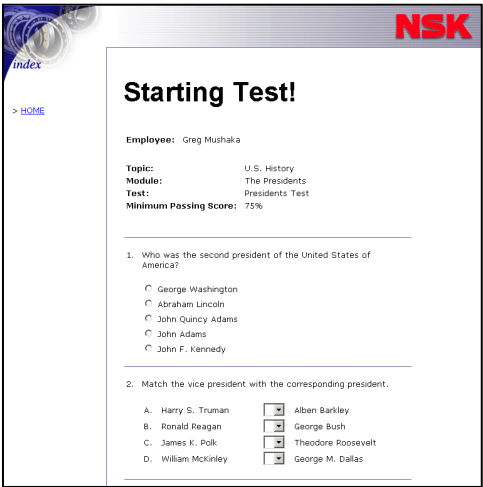 NSK
index
> HOME
Starting Test!
Employee: Greg Mushaka
Topic: U.S. History
Module: The Presidents
Test: Presidents Test
Minimum Passing Score: 75%
1. Who was the second president of the United States of
America?
George Washington
Abraham Lincoln
John Quincy Adams
John Adams
John F. Kennedy
2. Match the vice president with the corresponding president.
A. Harry S. Truman Alben Barkley
B. Ronald Reagan George Bush
C. James K. Polk Theodore Roosevelt
D. William McKinley George M. Dallas